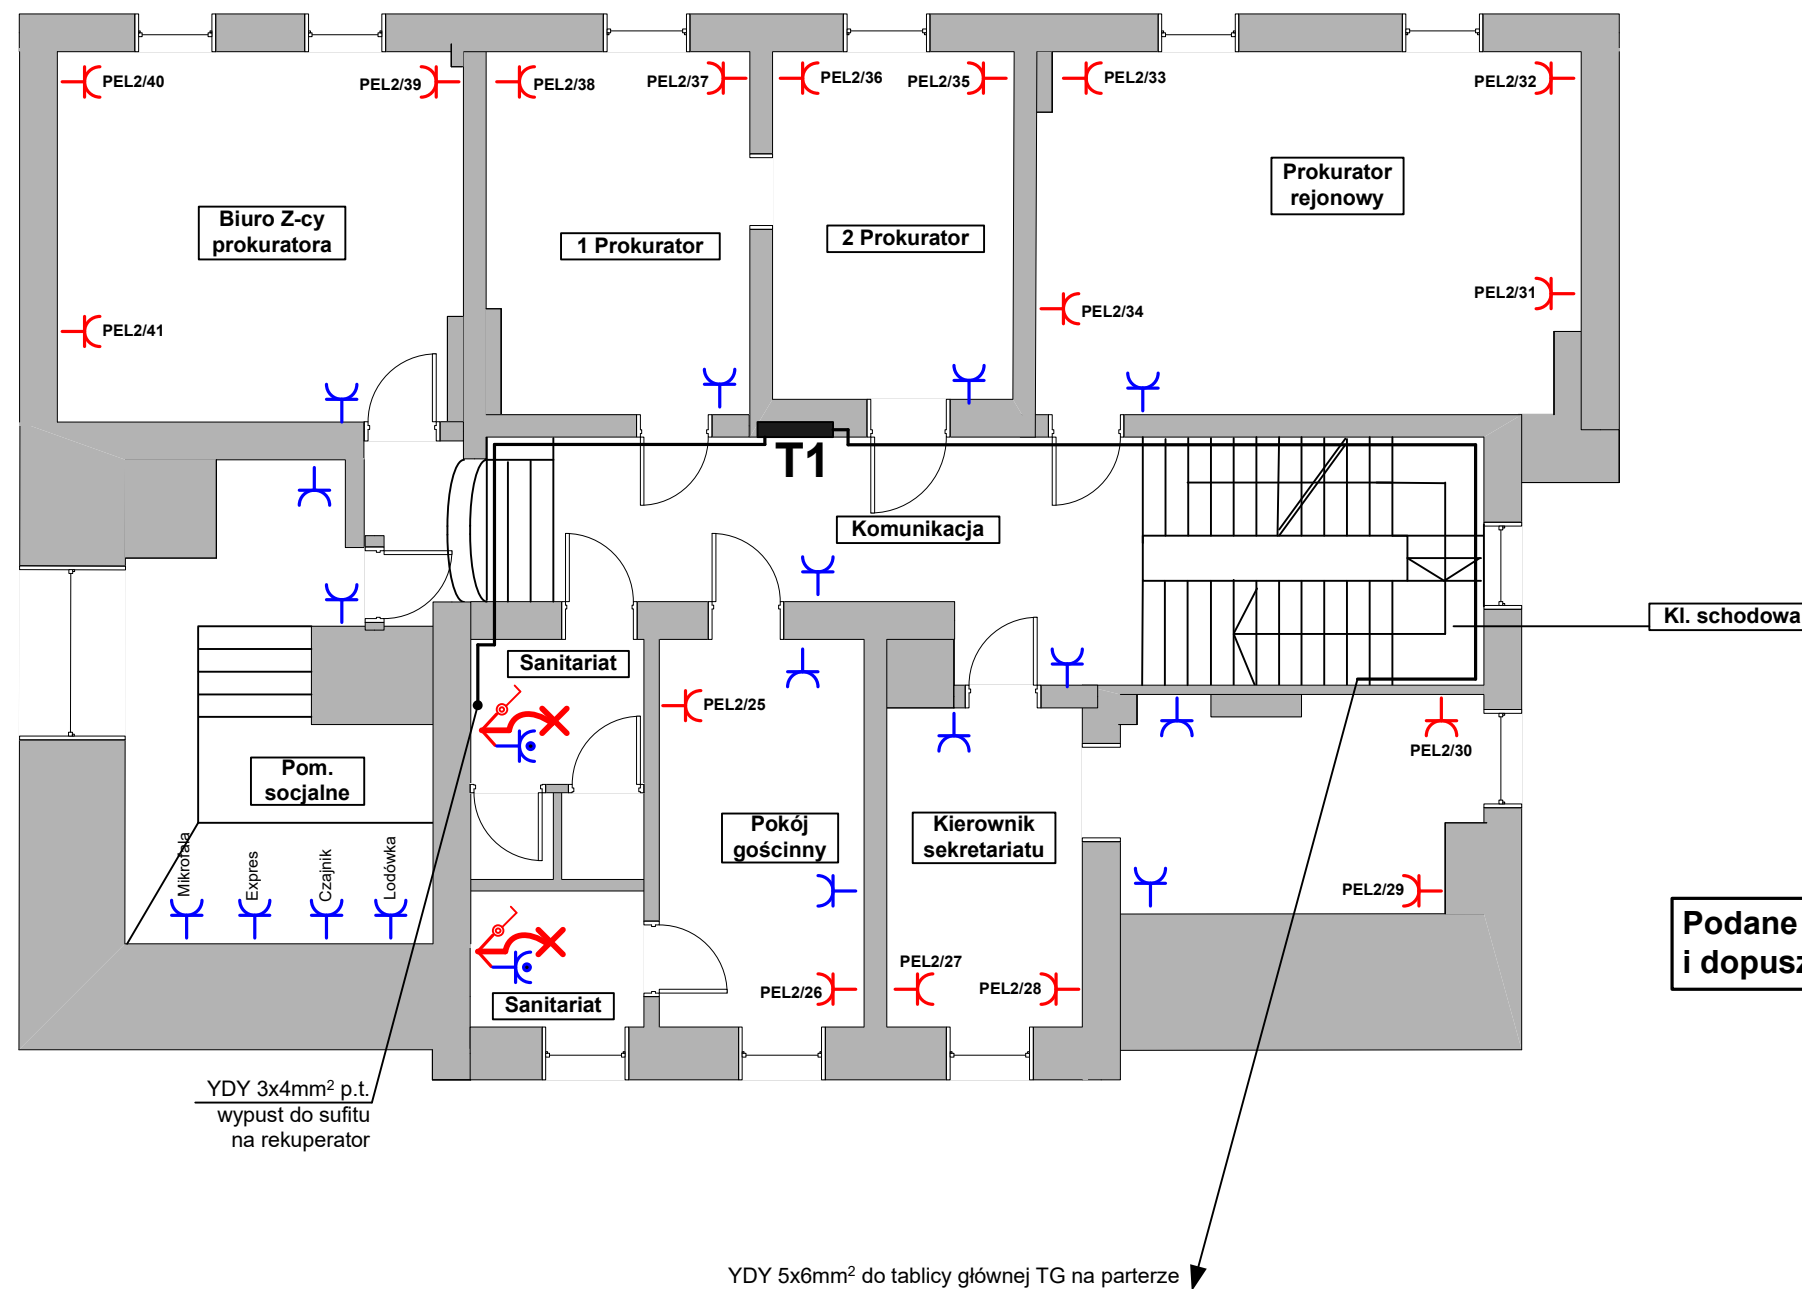 PEL2/40
PEL2/39
PEL2/38
PEL2/37
PEL2/36
PEL2/35
PEL2/33
PEL2/32
Biuro Z-cy
prokuratora
1 Prokurator
2 Prokurator
Prokurator
rejonowy
PEL2/41
PEL2/34
PEL2/31
T1
Komunikacja
Kl. schodowa
Sanitariat
PEL2/25
PEL2/30
Pom.
socjalne
Pokój
gościnny
Kierownik
sekretariatu
Mikrofala
Expres
Czajnik
Lodówka
PEL2/29
Podane
i dopusz
PEL2/27
PEL2/26
PEL2/28
Sanitariat
YDY 3x4mm² p.t.
wypust do sufitu
na rekuperator
YDY 5x6mm² do tablicy głównej TG na parterze